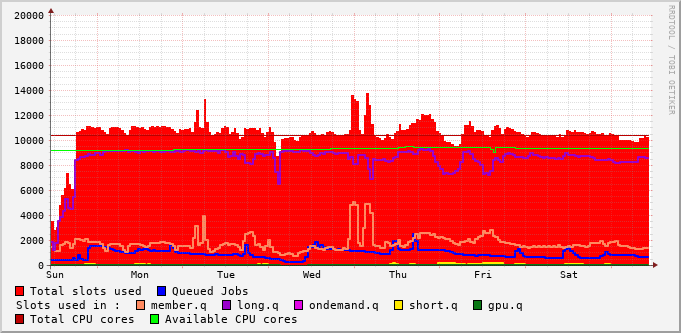 RRDTOOL / TOBI OETIKER
20000
18000
16000
14000
12000
10000
8000
6000
4000
2000
0
Sun Mon Tue Wed Thu Fri Sat
Total slots used Queued Jobs
Slots used in : member.q long.q ondemand.q short.q gpu.q
Total CPU cores Available CPU cores